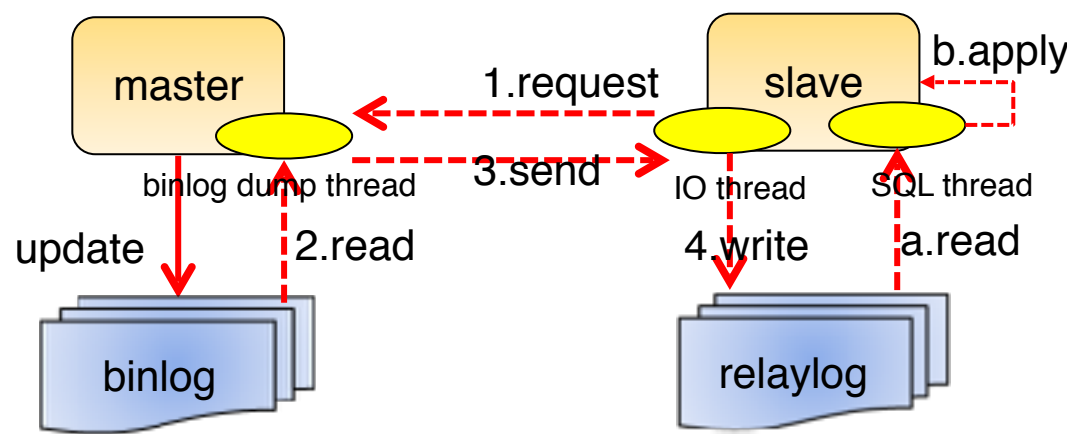 master
1.request
slave
b.apply
binlog dump thread
3.send
IO thread
SQL thread
update
2.read
4.write
a.read
binlog
relaylog